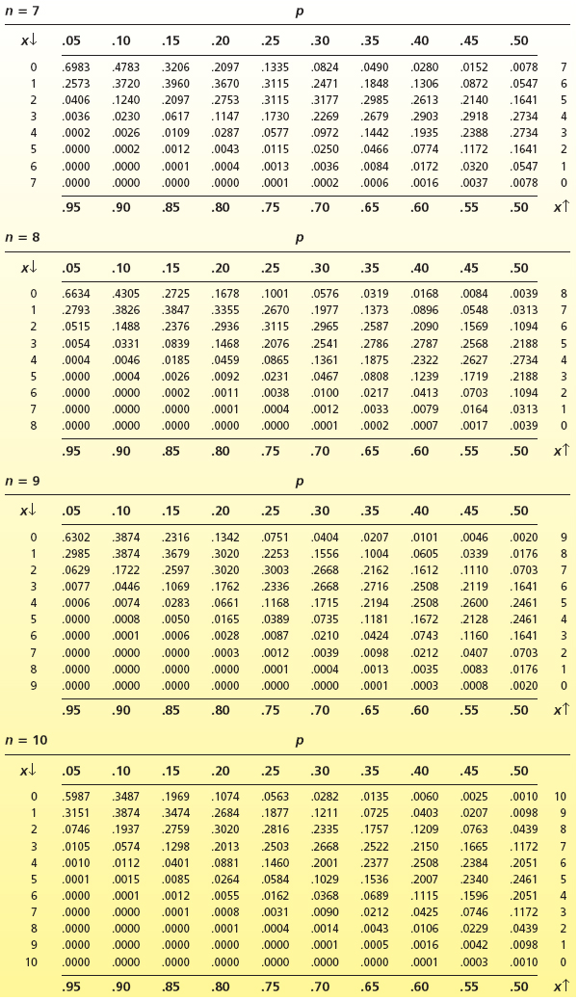 n = 7 p
x↓ .05 .10 .15 .20 .25 .30 .35 .40 .45 .50
0 .6983 .4783 .3206 .2097 .1335 .0824 .0490 .0280 .0152 .0078 7
1 .2573 .3720 .3960 .3670 .3115 .2471 .1848 .1306 .0872 .0547 6
2 .0406 .1240 .2097 .2753 .3115 .3177 .2985 .2613 .2140 .1641 5
3 .0036 .0230 .0617 .1147 .1730 .2269 .2679 .2903 .2918 .2734 4
4 .0002 .0026 .0109 .0287 .0577 .0972 .1442 .1935 .2388 .2734 3
5 .0000 .0002 .0012 .0043 .0115 .0250 .0466 .0774 .1172 .1641 2
6 .0000 .0000 .0001 .0004 .0013 .0036 .0084 .0172 .0320 .0547 1
7 .0000 .0000 .0000 .0000 .0001 .0002 .0006 .0016 .0037 .0078 0
.95 .90 .85 .80 .75 .70 .65 .60 .55 .50 x↑
n = 8 p
x↓ .05 .10 .15 .20 .25 .30 .35 .40 .45 .50
0 .6634 .4305 .2725 .1678 .1001 .0576 .0319 .0168 .0084 .0039 8
1 .2793 .3826 .3847 .3355 .2670 .1977 .1373 .0896 .0548 .0313 7
2 .0515 .1488 .2376 .2936 .3115 .2965 .2587 .2090 .1569 .1094 6
3 .0054 .0331 .0839 .1468 .2076 .2541 .2786 .2787 .2568 .2188 5
4 .0004 .0046 .0185 .0459 .0865 .1361 .1875 .2322 .2627 .2734 4
5 .0000 .0004 .0026 .0092 .0231 .0467 .0808 .1239 .1719 .2188 3
6 .0000 .0000 .0002 .0011 .0038 .0100 .0217 .0413 .0703 .1094 2
7 .0000 .0000 .0000 .0001 .0004 .0012 .0033 .0079 .0164 .0313 1
8 .0000 .0000 .0000 .0000 .0000 .0001 .0002 .0007 .0017 .0039 0
.95 .90 .85 .80 .75 .70 .65 .60 .55 .50 x↑
n = 9 p
x↓ .05 .10 .15 .20 .25 .30 .35 .40 .45 .50
0 .6302 .3874 .2316 .1342 .0751 .0404 .0207 .0101 .0046 .0020 9
1 .2985 .3874 .3679 .3020 .2253 .1556 .1004 .0605 .0339 .0176 8
2 .0629 .1722 .2597 .3020 .3003 .2668 .2162 .1612 .1110 .0703 7
3 .0077 .0446 .1069 .1762 .2336 .2668 .2716 .2508 .2119 .1641 6
4 .0006 .0074 .0283 .0661 .1168 .1715 .2194 .2508 .2600 .2461 5
5 .0000 .0008 .0050 .0165 .0389 .0735 .1181 .1672 .2128 .2461 4
6 .0000 .0001 .0006 .0028 .0087 .0210 .0424 .0743 .1160 .1641 3
7 .0000 .0000 .0000 .0003 .0012 .0039 .0098 .0212 .0407 .0703 2
8 .0000 .0000 .0000 .0000 .0001 .0004 .0013 .0035 .0083 .0176 1
9 .0000 .0000 .0000 .0000 .0000 .0000 .0001 .0003 .0008 .0020 0
.95 .90 .85 .80 .75 .70 .65 .60 .55 .50 x↑
n = 10 p
x↓ .05 .10 .15 .20 .25 .30 .35 .40 .45 .50
0 .5987 .3487 .1969 .1074 .0563 .0282 .0135 .0060 .0025 .0010 10
1 .3151 .3874 .3474 .2684 .1877 .1211 .0725 .0403 .0207 .0098 9
2 .0746 .1937 .2759 .3020 .2816 .2335 .1757 .1209 .0763 .0439 8
3 .0105 .0574 .1298 .2013 .2503 .2668 .2522 .2150 .1665 .1172 7
4 .0010 .0112 .0401 .0881 .1460 .2001 .2377 .2508 .2384 .2051 6
5 .0001 .0015 .0085 .0264 .0584 .1029 .1536 .2007 .2340 .2461 5
6 .0000 .0001 .0012 .0055 .0162 .0368 .0689 .1115 .1596 .2051 4
7 .0000 .0000 .0001 .0008 .0031 .0090 .0212 .0425 .0746 .1172 3
8 .0000 .0000 .0000 .0001 .0004 .0014 .0043 .0106 .0229 .0439 2
9 .0000 .0000 .0000 .0000 .0000 .0001 .0005 .0016 .0042 .0098 1
10 .0000 .0000 .0000 .0000 .0000 .0000 .0000 .0001 .0003 .0010 0
.95 .90 .85 .80 .75 .70 .65 .60 .55 .50 x↑